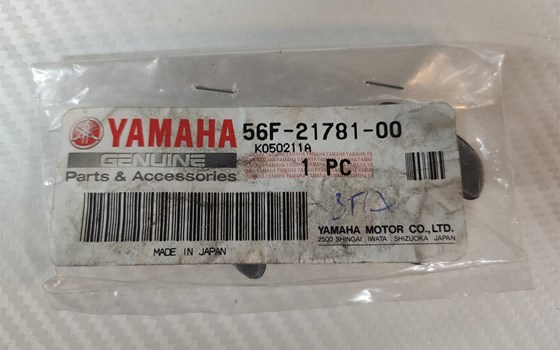 YAMAHA 56F-21781-00
K050211A
GENUINE
Parts & Accessories
1 PC
MADE IN JAPAN
YAMAHA MOTOR CO.,LTD.
2500 SHINGAI IWATA SHIZUOKA JAPAN